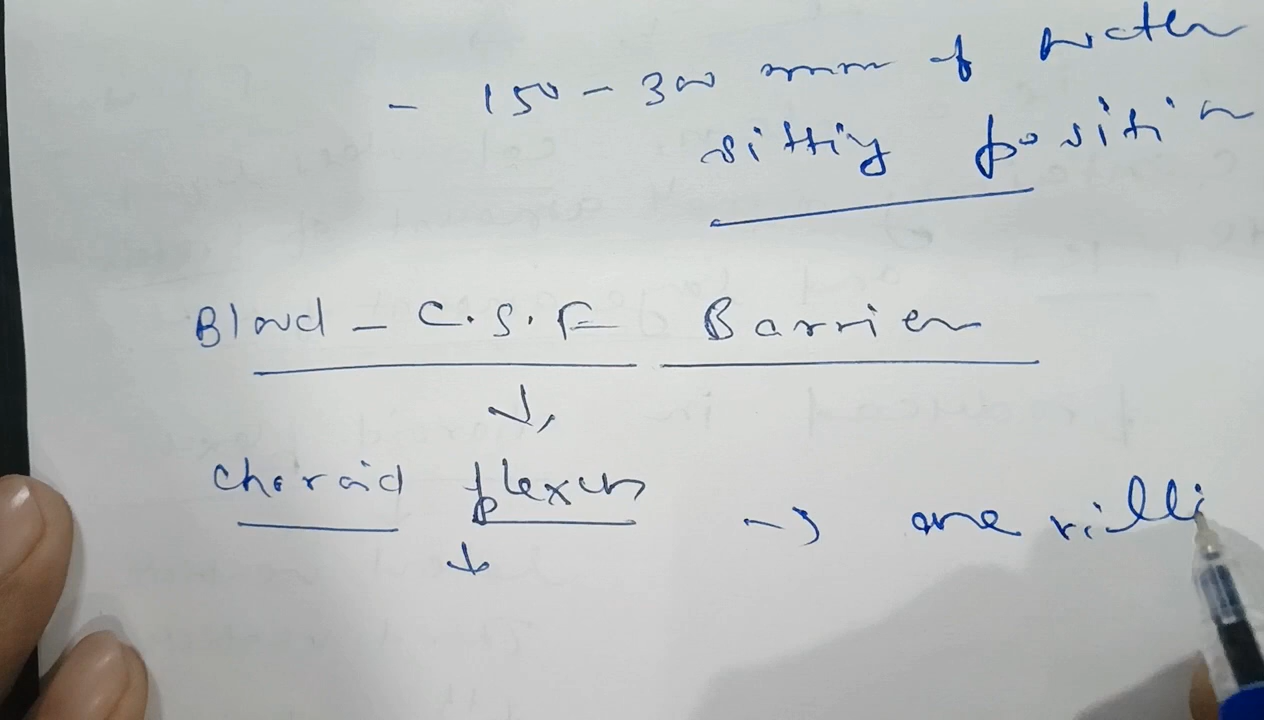 - 150 - 300 mm of water
sitting position
Blood - C.S.F Barrier
↓
choroid plexus → are villi
↓